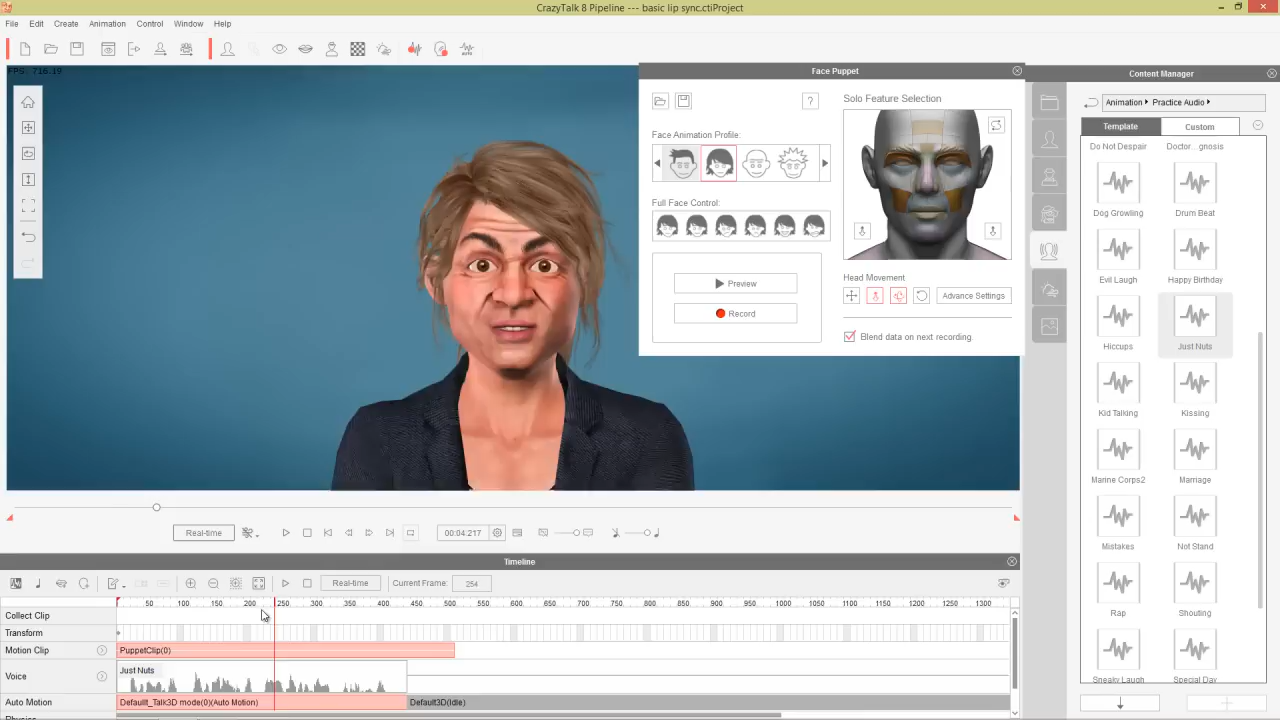 CrazyTalk 8 Pipeline --- basic lip sync.ctiProject
File Edit Create Animation Control Window Help
FPS: 716.19
Face Puppet
Face Animation Profile:
Full Face Control:
Preview
Record
Solo Feature Selection
Head Movement
Advance Settings
Blend data on next recording.
Content Manager
Animation Practice Audio
Template Custom
Do Not Despair Doctor.. gnosis
Dog Growling Drum Beat
Evil Laugh Happy Birthday
Hiccups Just Nuts
Kid Talking Kissing
Marine Corps2 Marriage
Mistakes Not Stand
Rap Shouting
Sneaky Laugh Special Day
Real-time 00:04:217
Timeline
AUTO
Real-time Current Frame: 254
50 100 150 200 250 300 350 400 450 500 550 600 650 700 750 800 850 900 950 1000 1050 1100 1150 1200 1250 1300
Collect Clip
Transform
Motion Clip PuppetClip(0)
Voice Just Nuts
Auto Motion Default_Talk3D mode(0)(Auto Motion) Default3D(Idle)
Physics